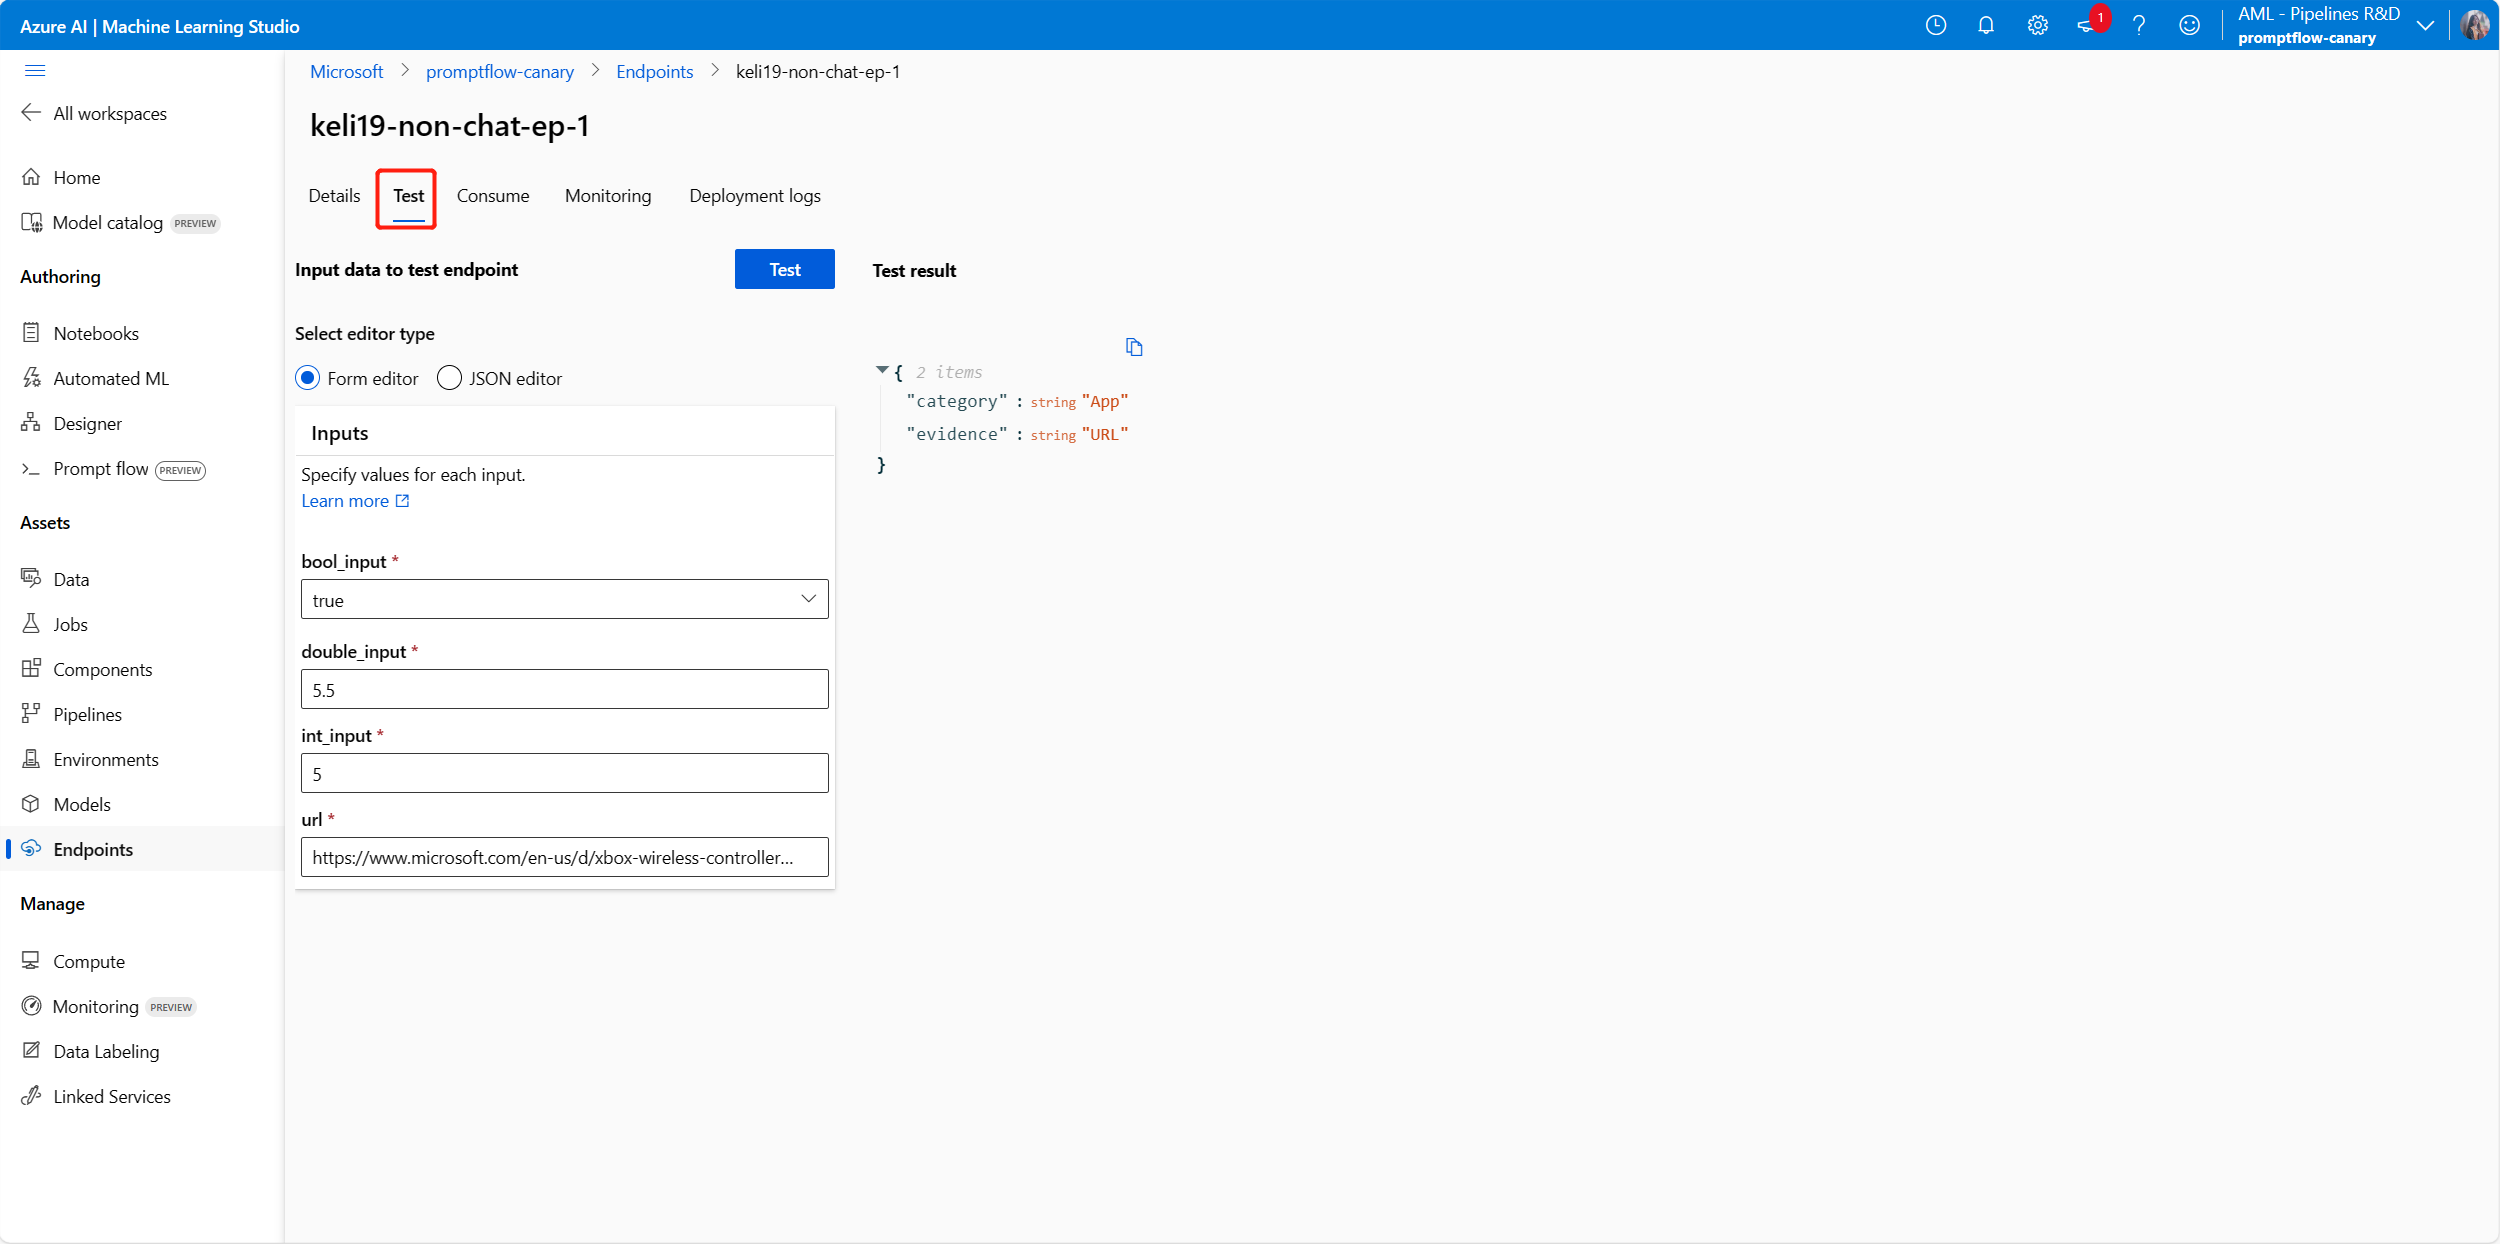 Azure AI | Machine Learning Studio
1
?
AML - Pipelines R&D
promptflow-canary
All workspaces
Home
Model catalog PREVIEW
Authoring
Notebooks
Automated ML
Designer
Prompt flow PREVIEW
Assets
Data
Jobs
Components
Pipelines
Environments
Models
Endpoints
Manage
Compute
Monitoring PREVIEW
Data Labeling
Linked Services
Microsoft > promptflow-canary > Endpoints > keli19-non-chat-ep-1
keli19-non-chat-ep-1
Details Test Consume Monitoring Deployment logs
Input data to test endpoint
Test
Select editor type
Form editor JSON editor
Inputs
Specify values for each input.
Learn more
bool_input *
true
double_input *
5.5
int_input *
5
url *
https://www.microsoft.com/en-us/d/xbox-wireless-controller...
Test result
{ 2 items
"category" : string "App"
"evidence" : string "URL"
}